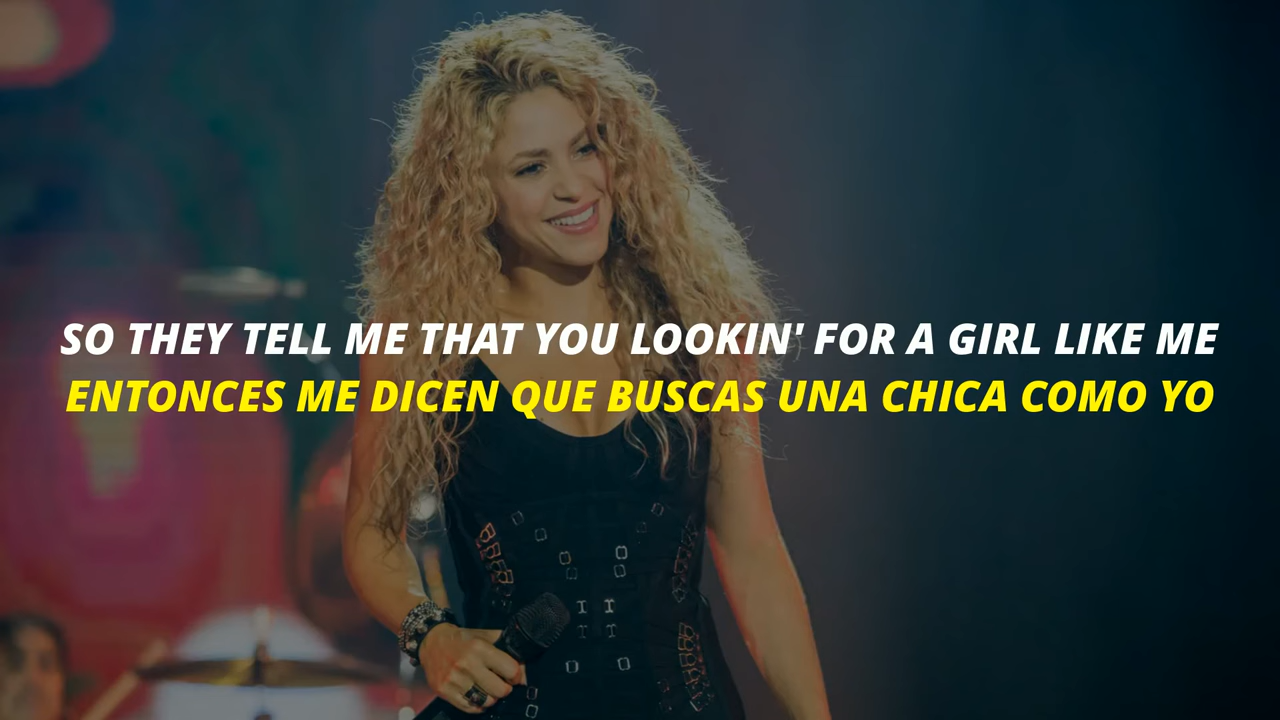 SO THEY TELL ME THAT YOU LOOKIN' FOR A GIRL LIKE ME
ENTONCES ME DICEN QUE BUSCAS UNA CHICA COMO YO